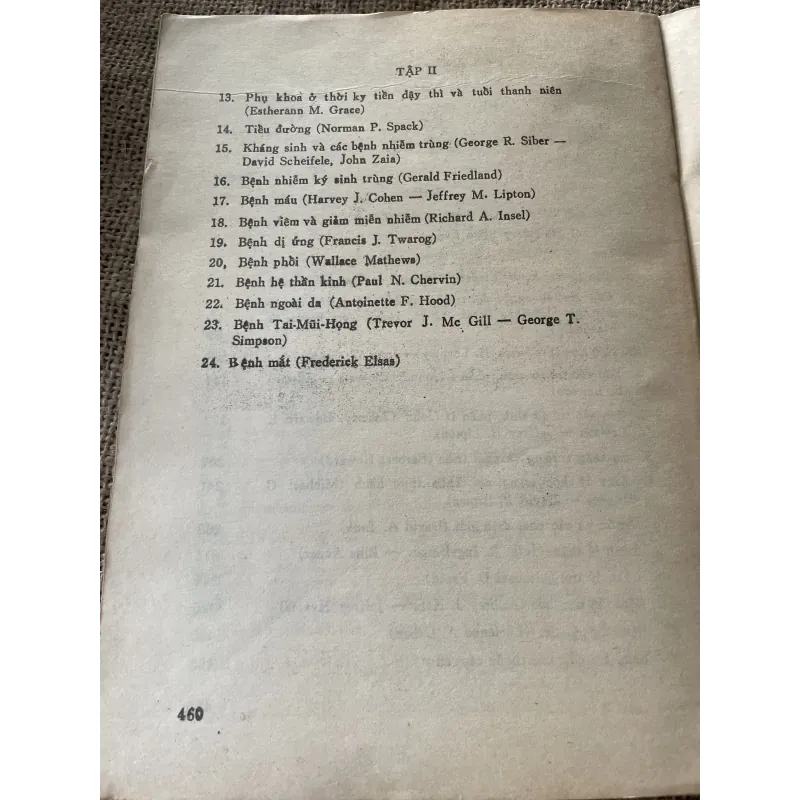 TẬP II
13. Phụ khoa ở thời kỳ tiền dậy thì và tuổi thanh niên
(Estherann M. Grace)
14. Tiểu đường (Norman P. Spack)
15. Kháng sinh và các bệnh nhiễm trùng (George R. Siber —
David Scheifele, John Zaia)
16. Bệnh nhiễm ký sinh trùng (Gerald Friedland)
17. Bệnh máu (Harvey J. Cohen — Jeffrey M. Lipton)
18. Bệnh viêm và giảm miễn nhiễm (Richard A. Insel)
19. Bệnh dị ứng (Francis J. Twarog)
20, Bệnh phổi (Wallace Mathews)
21. Bệnh hệ thần kinh (Paul N. Chervin)
22. Bệnh ngoài da (Antoinette F. Hood)
23. Bệnh Tai-Mũi-Họng (Trevor J. Mc Gill — George T.
Simpson)
24. Bệnh mắt (Frederick Elsas)
460